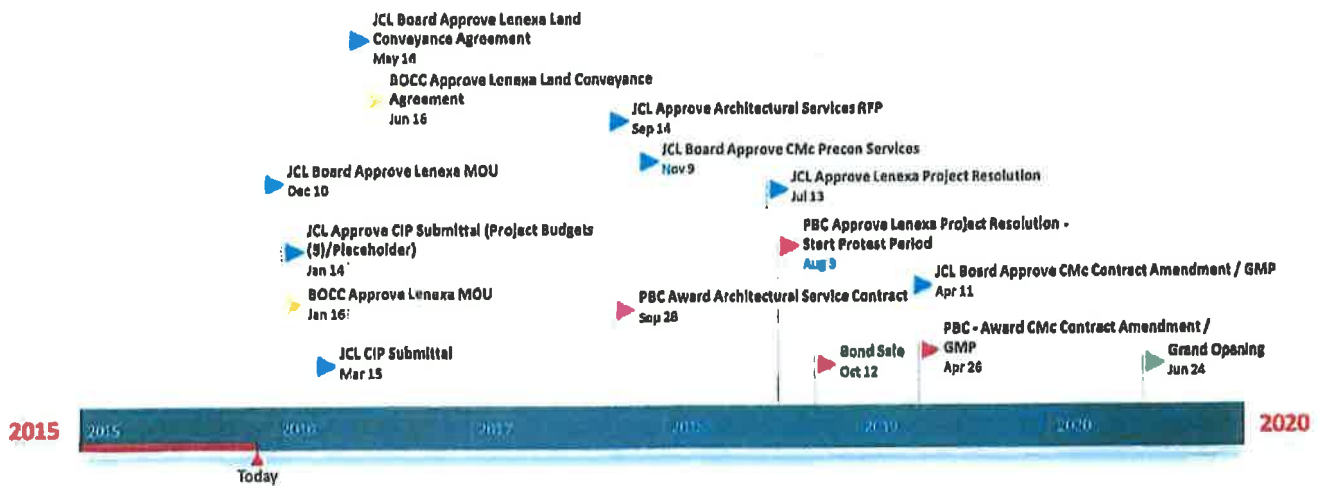 JCL Board Approve Lenexa Land
Conveyance Agreement
May 14
BOCC Approve Lenexa Land Conveyance
Agreement
Jun 16
JCL Approve Architectural Services RFP
Sep 14
JCL Board Approve CMc Precon Services
Nov 9
JCL Board Approve Lenexa MOU
Dec 10
JCL Approve Lenexa Project Resolution
Jul 13
JCL Approve CIP Submittal (Project Budgets
(5)/Placeholder)
Jan 14
PBC Approve Lenexa Project Resolution -
Start Protest Period
Aug 3
JCL Board Approve CMc Contract Amendment / GMP
Apr 11
BOCC Approve Lenexa MOU
Jan 16
PBC Award Architectural Service Contract
Sep 28
PBC - Award CMc Contract Amendment /
GMP
Apr 26
JCL CIP Submittal
Mar 15
Bond Sale
Oct 12
Grand Opening
Jun 24
2015
2015
2016
2017
2018
2019
2020
2020
Today